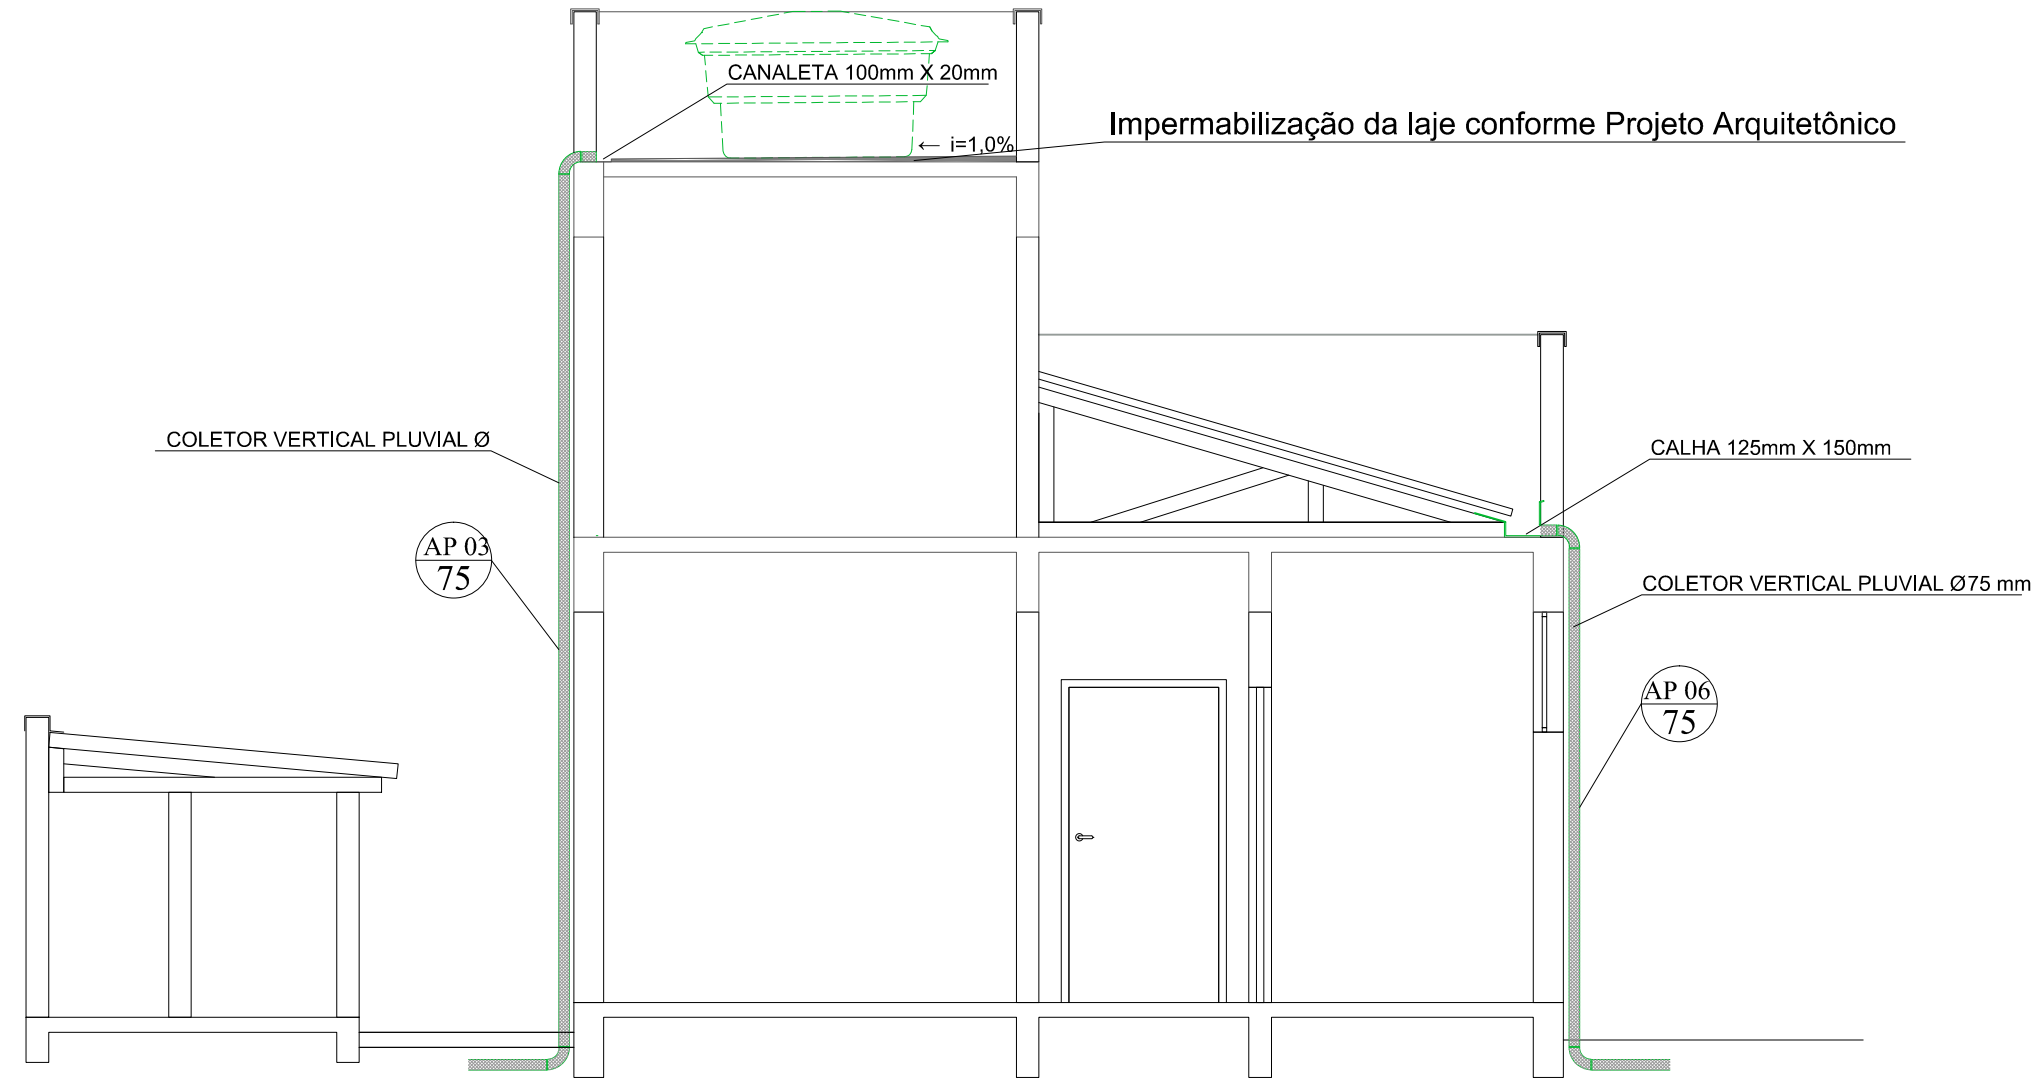 CANALETA 100mm X 20mm
Impermabilização da laje conforme Projeto Arquitetônico
← i=1,0%
COLETOR VERTICAL PLUVIAL Ø
CALHA 125mm X 150mm
AP 03
75
COLETOR VERTICAL PLUVIAL Ø75 mm
AP 06
75